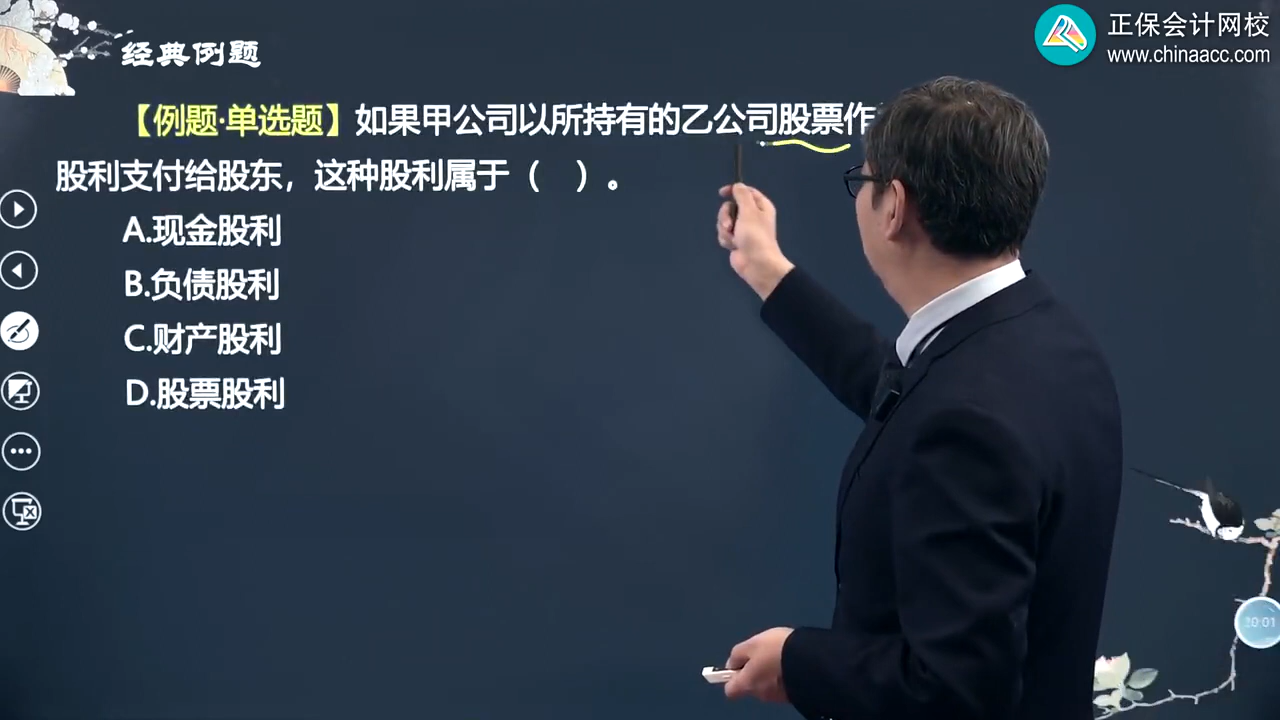 正保会计网校
www.chinaacc.com
经典例题
【例题·单选题】如果甲公司以所持有的乙公司股票作
股利支付给股东，这种股利属于（ ）。
A.现金股利
B.负债股利
C.财产股利
D.股票股利
20:01